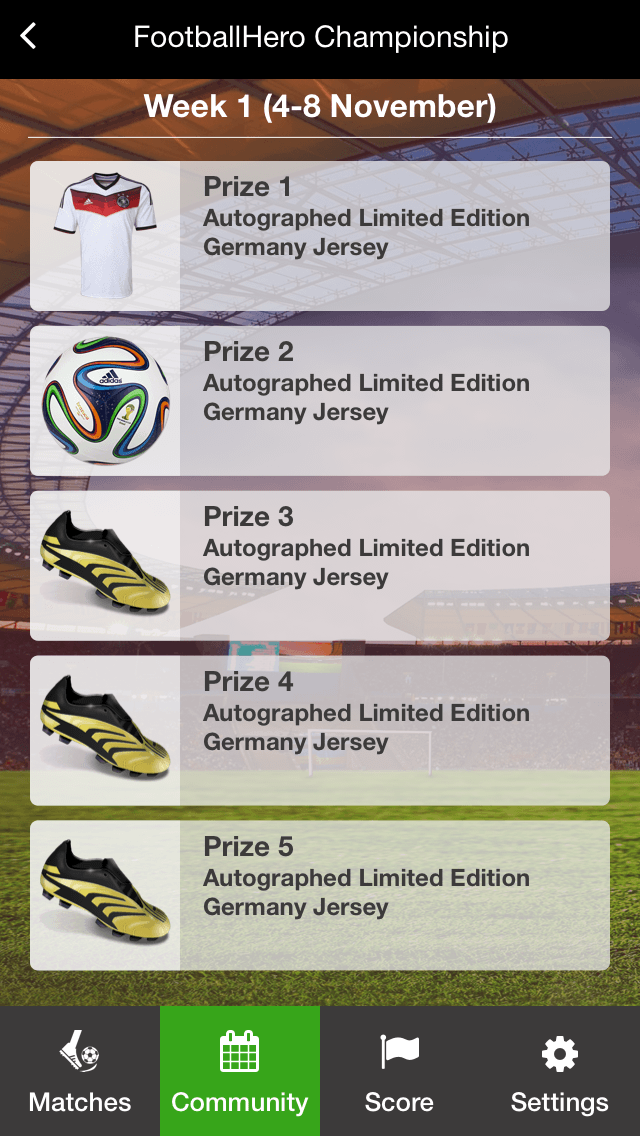 FootballHero Championship
Week 1 (4-8 November)
Prize 1
Autographed Limited Edition
Germany Jersey
Prize 2
Autographed Limited Edition
Germany Jersey
adidas
Prize 3
Autographed Limited Edition
Germany Jersey
Prize 4
Autographed Limited Edition
Germany Jersey
Prize 5
Autographed Limited Edition
Germany Jersey
Matches
Community
Score
Settings